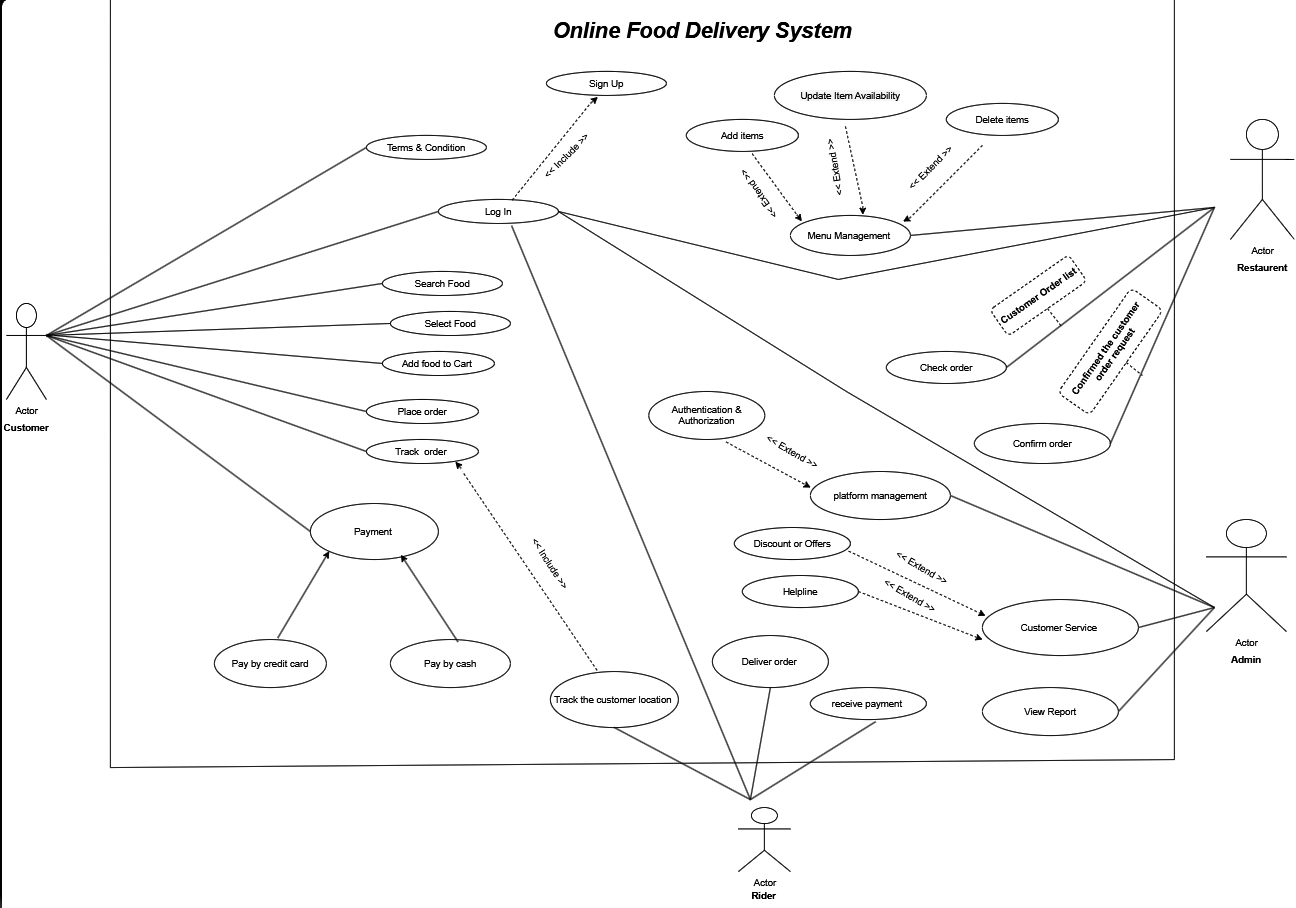 Online Food Delivery System
Sign Up
Update Item Availability
Add items
Delete items
Terms & Condition
<< Include >>
<< Extend >>
<< Extend >>
<< Extend >>
Log In
Menu Management
Actor
Restaurent
Search Food
Customer Order list
Select Food
Confirmed the customer
order request
Add food to Cart
Check order
Actor
Customer
Place order
Authentication &
Authorization
Track order
<< Extend >>
Confirm order
platform management
Payment
Discount or Offers
<< Include >>
<< Extend >>
Helpline
<< Extend >>
Customer Service
Actor
Admin
Pay by credit card
Pay by cash
Deliver order
Track the customer location
receive payment
View Report
Actor
Rider